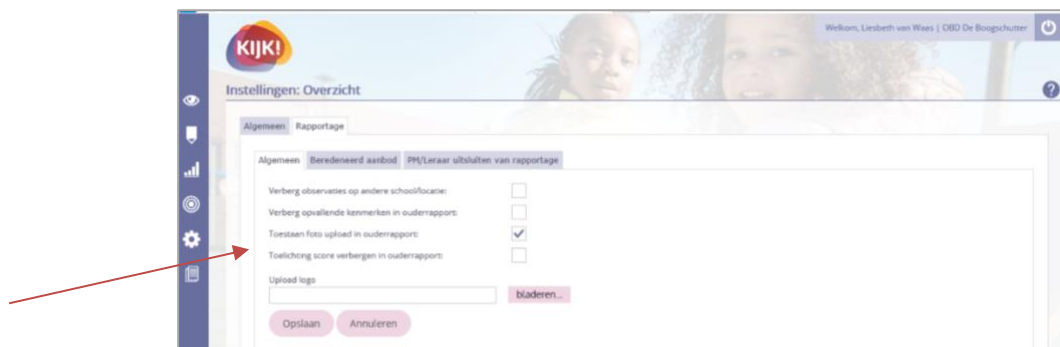 Welkom, Liesbeth van Waes | OBD De Boogschutter
KIJK!
Instellingen: Overzicht
?
Algemeen Rapportage
Algemeen Beredeneerd aanbod PM/Leraar uitsluiten van rapportage
Verberg observaties op andere school/locatie:
Verberg opvallende kenmerken in ouderrapport:
Toestaan foto upload in ouderrapport:
Toelichting score verbergen in ouderrapport:
Upload logo
bladeren...
Opslaan Annuleren